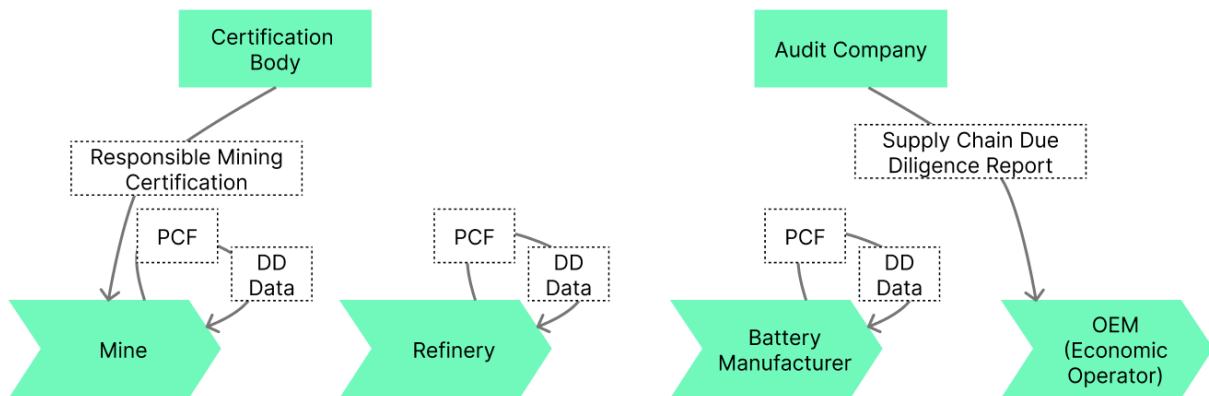 Certification
Body
Audit Company
Responsible Mining
Certification
Supply Chain Due
Diligence Report
PCF
DD
Data
PCF
DD
Data
PCF
DD
Data
Mine
Refinery
Battery
Manufacturer
OEM
(Economic
Operator)